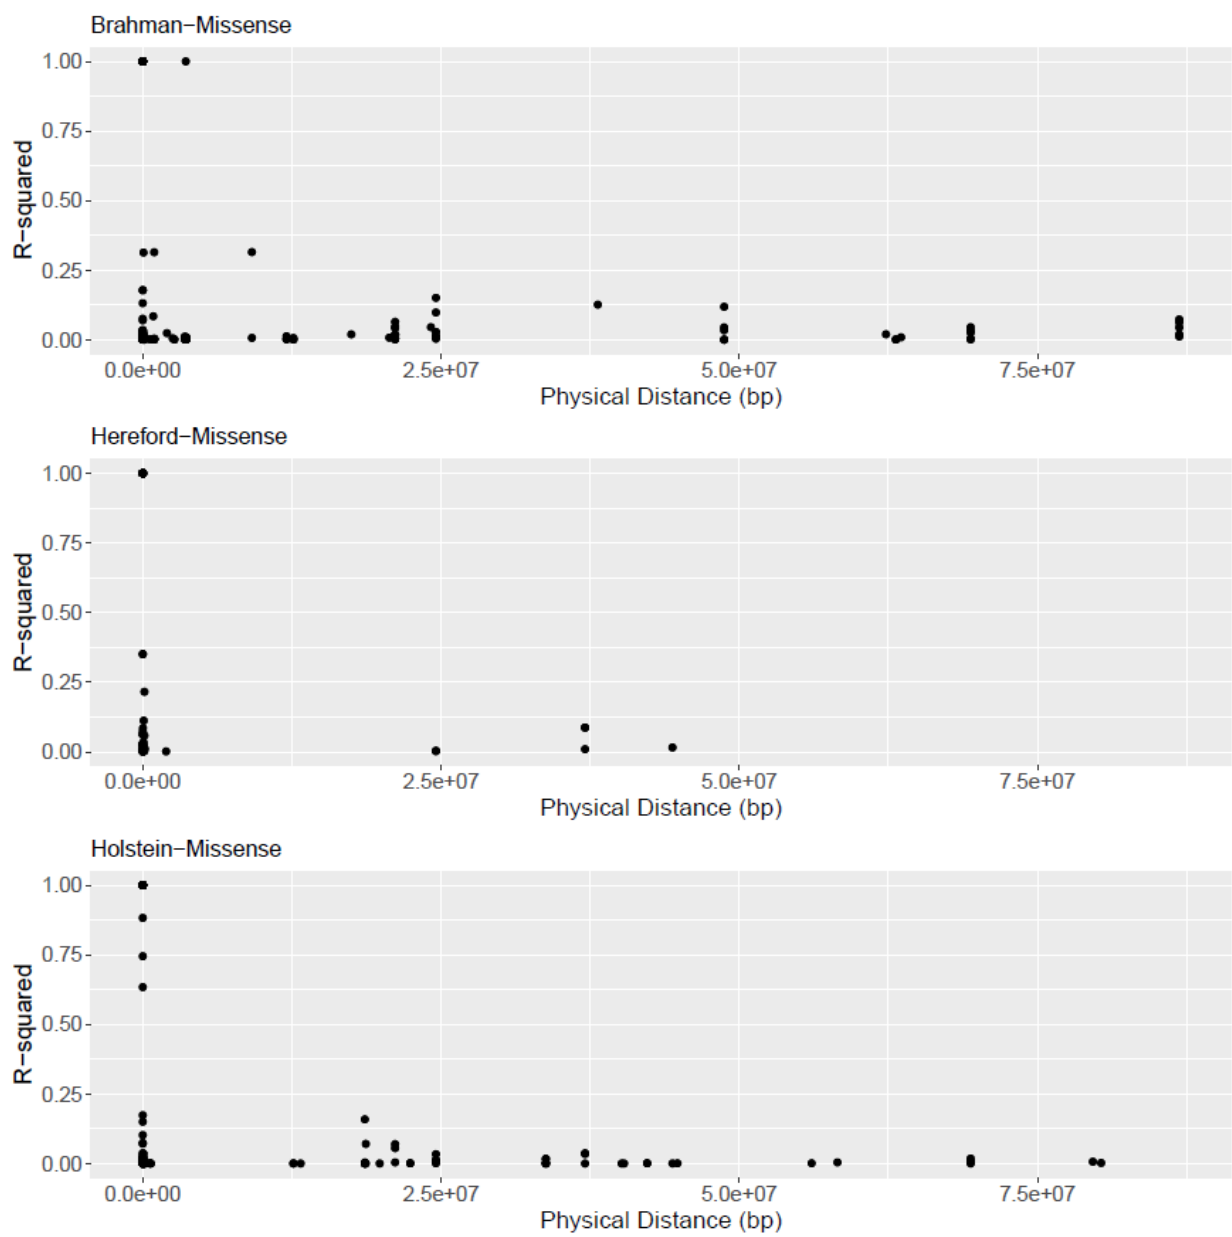 Brahman−Missense
1.00
0.75
0.50
0.25
0.00
R−squared
0.0e+00 2.5e+07 5.0e+07 7.5e+07
Physical Distance (bp)
Hereford−Missense
1.00
0.75
0.50
0.25
0.00
R−squared
0.0e+00 2.5e+07 5.0e+07 7.5e+07
Physical Distance (bp)
Holstein−Missense
1.00
0.75
0.50
0.25
0.00
R−squared
0.0e+00 2.5e+07 5.0e+07 7.5e+07
Physical Distance (bp)